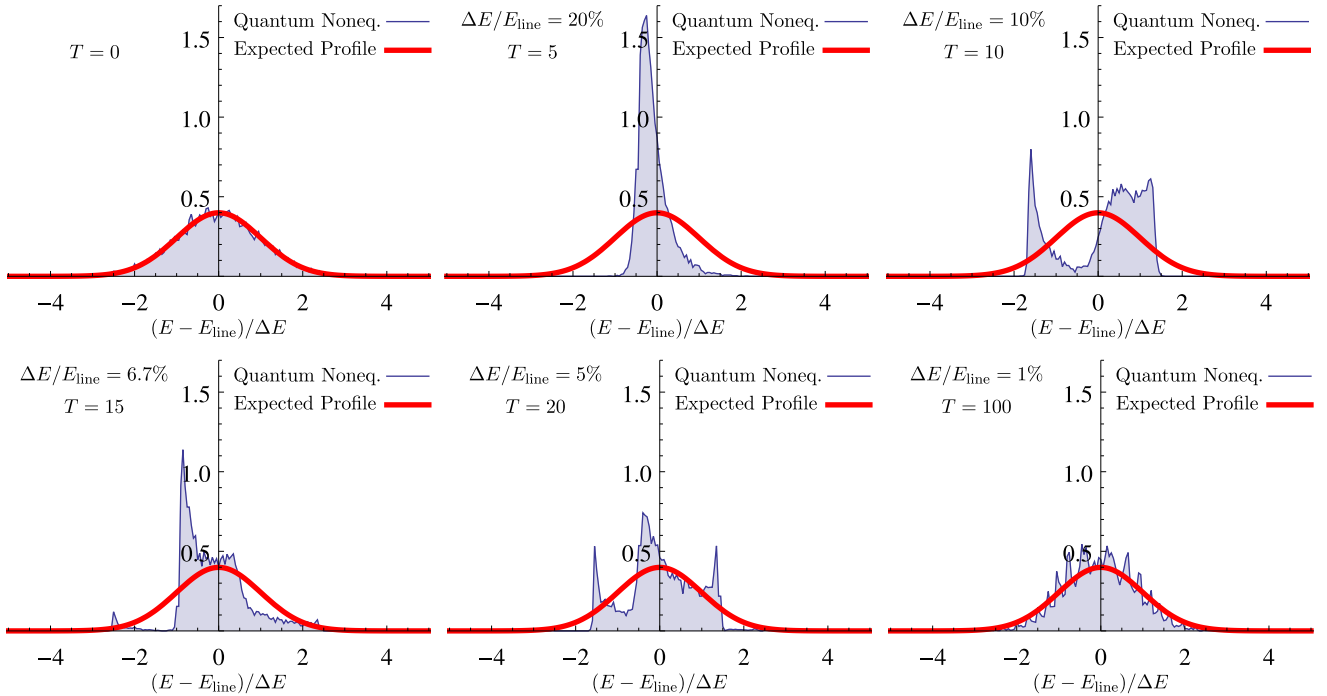 Quantum Noneq.
Expected Profile
T = 0
1.5
1.0
0.5
−4 −2 0 2 4
(E − E_line)/ΔE
ΔE/E_line = 20%
T = 5
Quantum Noneq.
Expected Profile
1.5
1.0
0.5
−4 −2 0 2 4
(E − E_line)/ΔE
ΔE/E_line = 10%
T = 10
Quantum Noneq.
Expected Profile
1.5
1.0
0.5
−4 −2 0 2 4
(E − E_line)/ΔE
ΔE/E_line = 6.7%
T = 15
Quantum Noneq.
Expected Profile
1.5
1.0
0.5
−4 −2 0 2 4
(E − E_line)/ΔE
ΔE/E_line = 5%
T = 20
Quantum Noneq.
Expected Profile
1.5
1.0
0.5
−4 −2 0 2 4
(E − E_line)/ΔE
ΔE/E_line = 1%
T = 100
Quantum Noneq.
Expected Profile
1.5
1.0
0.5
−4 −2 0 2 4
(E − E_line)/ΔE